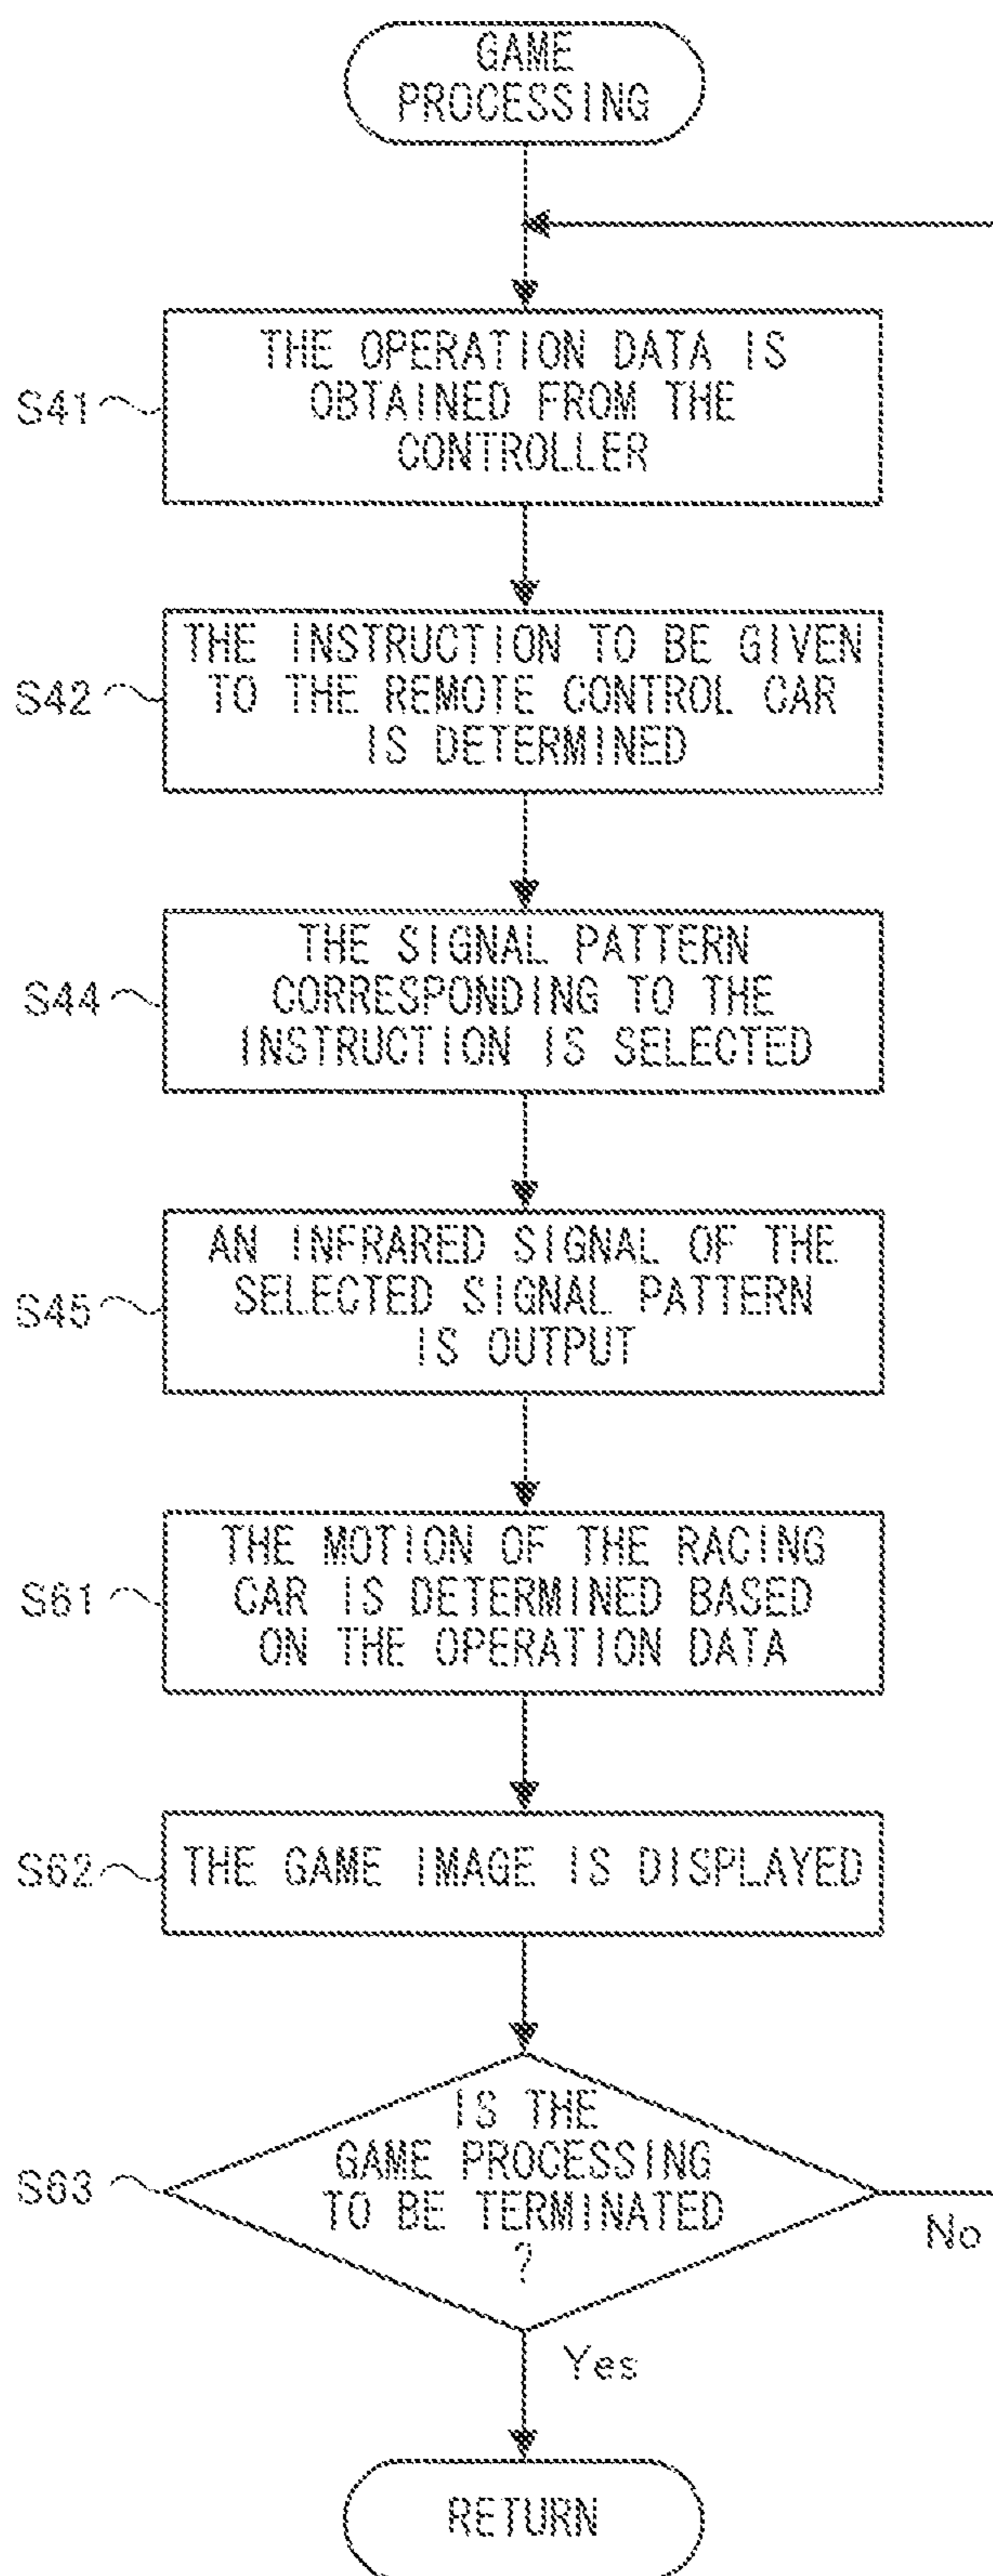 GAME
PROCESSING
S41
THE OPERATION DATA IS
OBTAINED FROM THE
CONTROLLER
S42
THE INSTRUCTION TO BE GIVEN
TO THE REMOTE CONTROL CAR
IS DETERMINED
S44
THE SIGNAL PATTERN
CORRESPONDING TO THE
INSTRUCTION IS SELECTED
S45
AN INFRARED SIGNAL OF THE
SELECTED SIGNAL PATTERN
IS OUTPUT
S61
THE MOTION OF THE RACING
CAR IS DETERMINED BASED
ON THE OPERATION DATA
S62
THE GAME IMAGE IS DISPLAYED
S63
IS THE
GAME PROCESSING
TO BE TERMINATED
?
No
Yes
RETURN